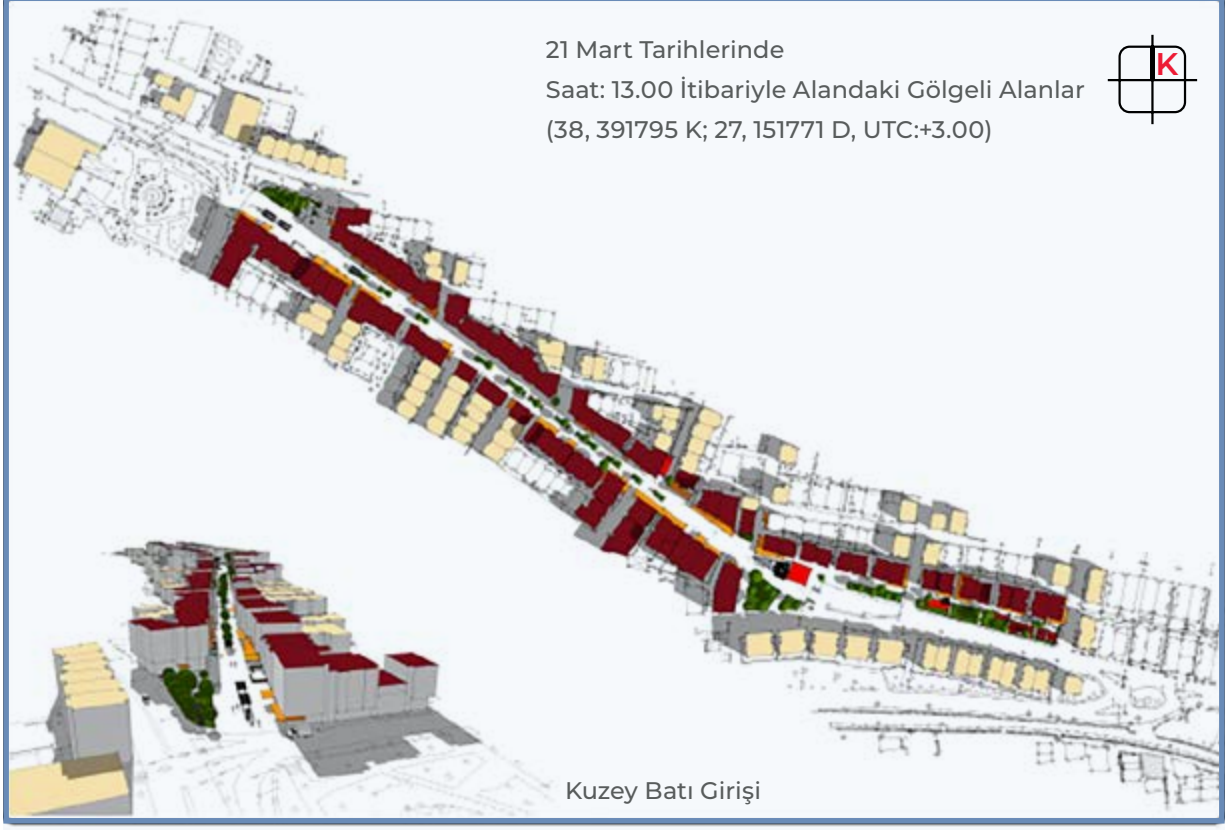 21 Mart Tarihlerinde
Saat: 13.00 İtibariyle Alandaki Gölgeli Alanlar
(38, 391795 K; 27, 151771 D, UTC:+3.00)
K
Kuzey Batı Girişi